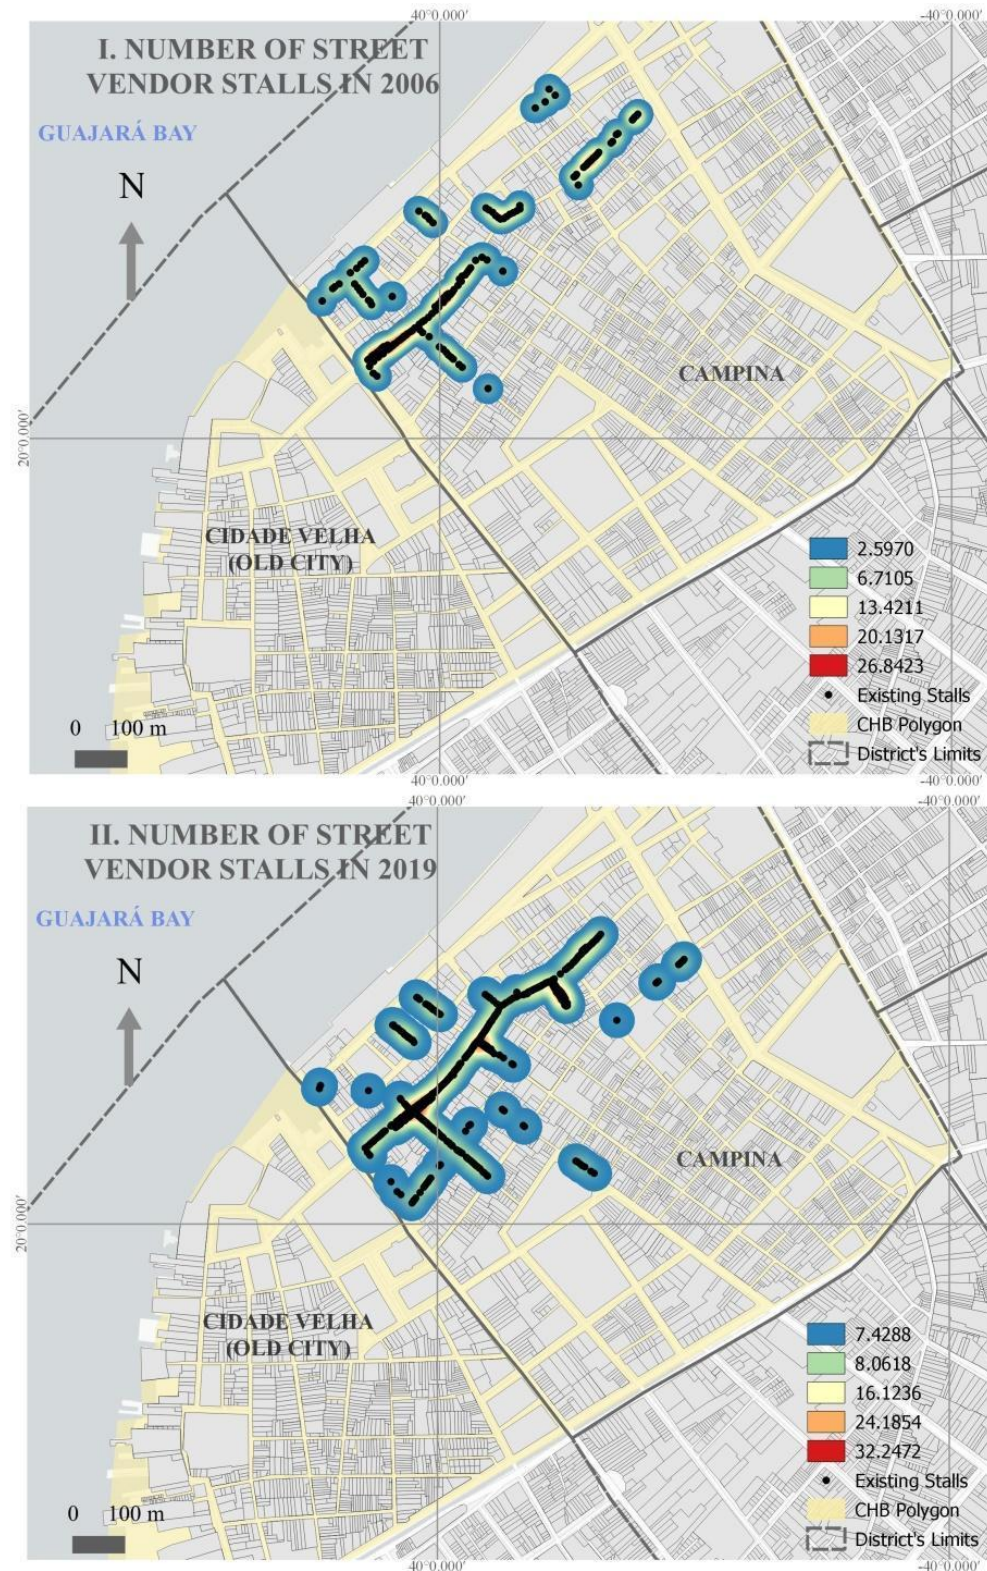 40°0.000'
-40°0.000'
I. NUMBER OF STREET
VENDOR STALLS IN 2006
GUAJARÁ BAY
N
CAMPINA
20°0.000'
CIDADE VELHA
(OLD CITY)
2.5970
6.7105
13.4211
20.1317
26.8423
Existing Stalls
CHB Polygon
District's Limits
0 100 m
40°0.000'
-40°0.000'
40°0.000'
-40°0.000'
II. NUMBER OF STREET
VENDOR STALLS IN 2019
GUAJARÁ BAY
N
CAMPINA
20°0.000'
CIDADE VELHA
(OLD CITY)
7.4288
8.0618
16.1236
24.1854
32.2472
Existing Stalls
CHB Polygon
District's Limits
0 100 m
40°0.000'
-40°0.000'